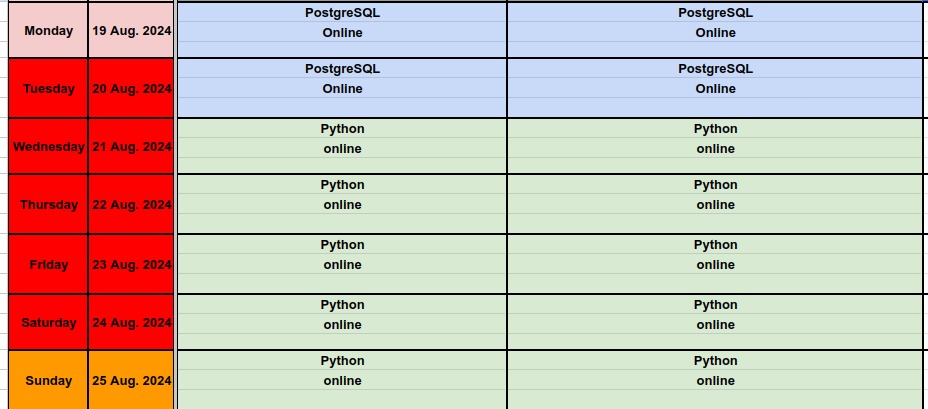 PostgreSQL PostgreSQL
Monday 19 Aug. 2024 Online Online
PostgreSQL PostgreSQL
Tuesday 20 Aug. 2024 Online Online
Python Python
Wednesday 21 Aug. 2024 online online
Python Python
Thursday 22 Aug. 2024 online online
Python Python
Friday 23 Aug. 2024 online online
Python Python
Saturday 24 Aug. 2024 online online
Python Python
Sunday 25 Aug. 2024 online online